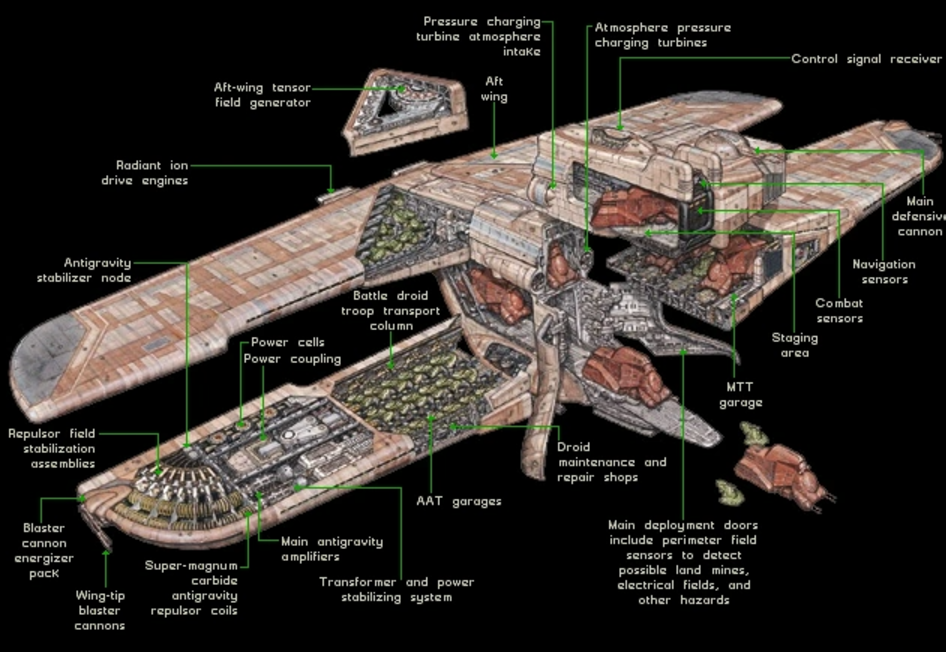 Pressure charging
turbine atmosphere
intake
Atmosphere pressure
charging turbines
Control signal receiver
Aft-wing tensor
field generator
Aft
wing
Radiant ion
drive engines
Main
defensive
cannon
Antigravity
stabilizer node
Navigation
sensors
Battle droid
troop transport
column
Combat
sensors
Power cells
Power coupling
Staging
area
MTT
garage
Repulsor field
stabilization
assemblies
Droid
maintenance and
repair shops
AAT garages
Blaster
cannon
energizer
pack
Main antigravity
amplifiers
Main deployment doors
include perimeter field
sensors to detect
possible land mines,
electrical fields, and
other hazards
Super-magnum
carbide
antigravity
repulsor coils
Transformer and power
stabilizing system
Wing-tip
blaster
cannons